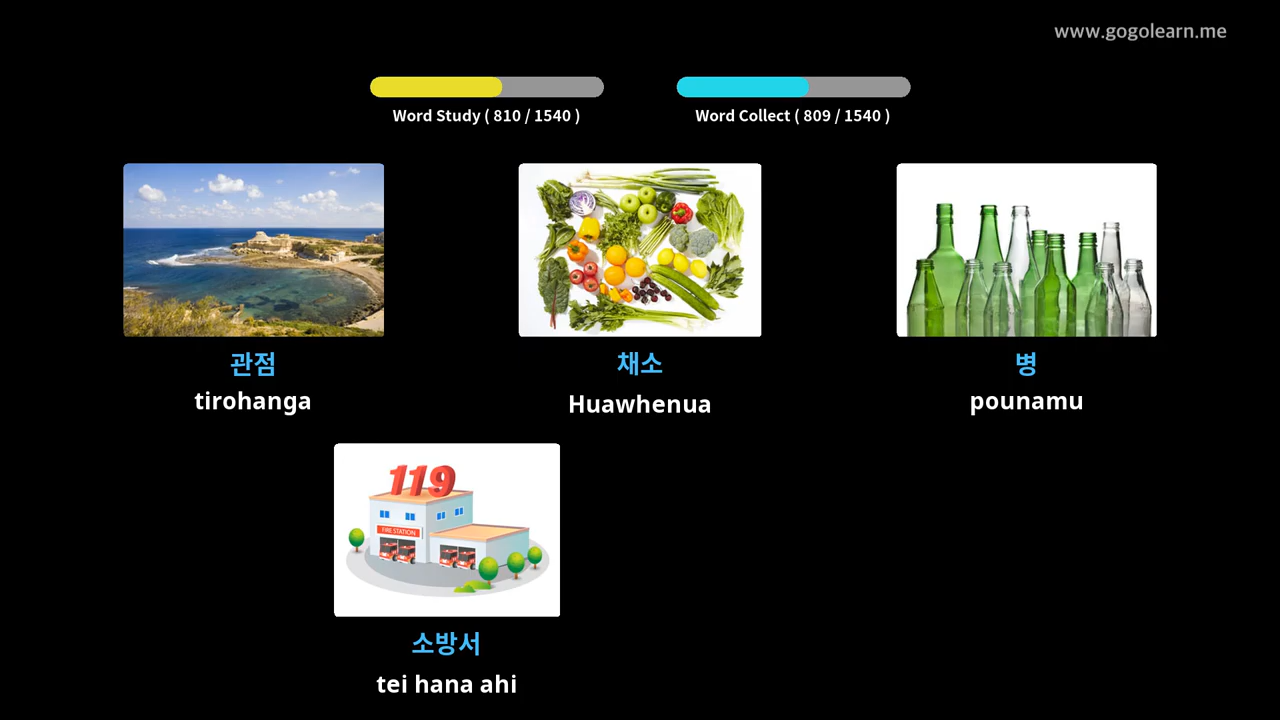 www.gogolearn.me
Word Study ( 810 / 1540 )
Word Collect ( 809 / 1540 )
관점
tirohanga
채소
Huawhenua
병
pounamu
119
FIRE STATION
소방서
tei hana ahi